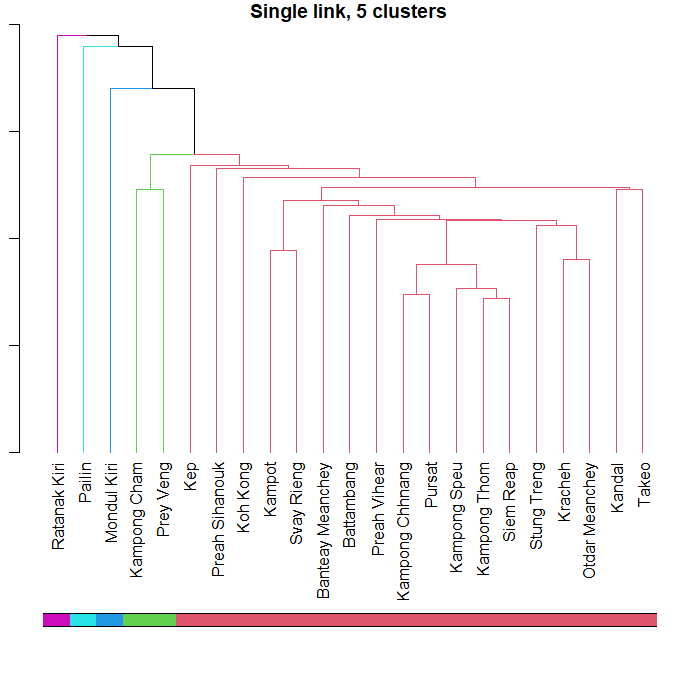 Single link, 5 clusters
Ratanak Kiri
Pailin
Mondul Kiri
Kampong Cham
Prey Veng
Kep
Preah Sihanouk
Koh Kong
Kampot
Svay Rieng
Banteay Meanchey
Battambang
Preah Vihear
Kampong Chhnang
Pursat
Kampong Speu
Kampong Thom
Siem Reap
Stung Treng
Kracheh
Otdar Meanchey
Kandal
Takeo